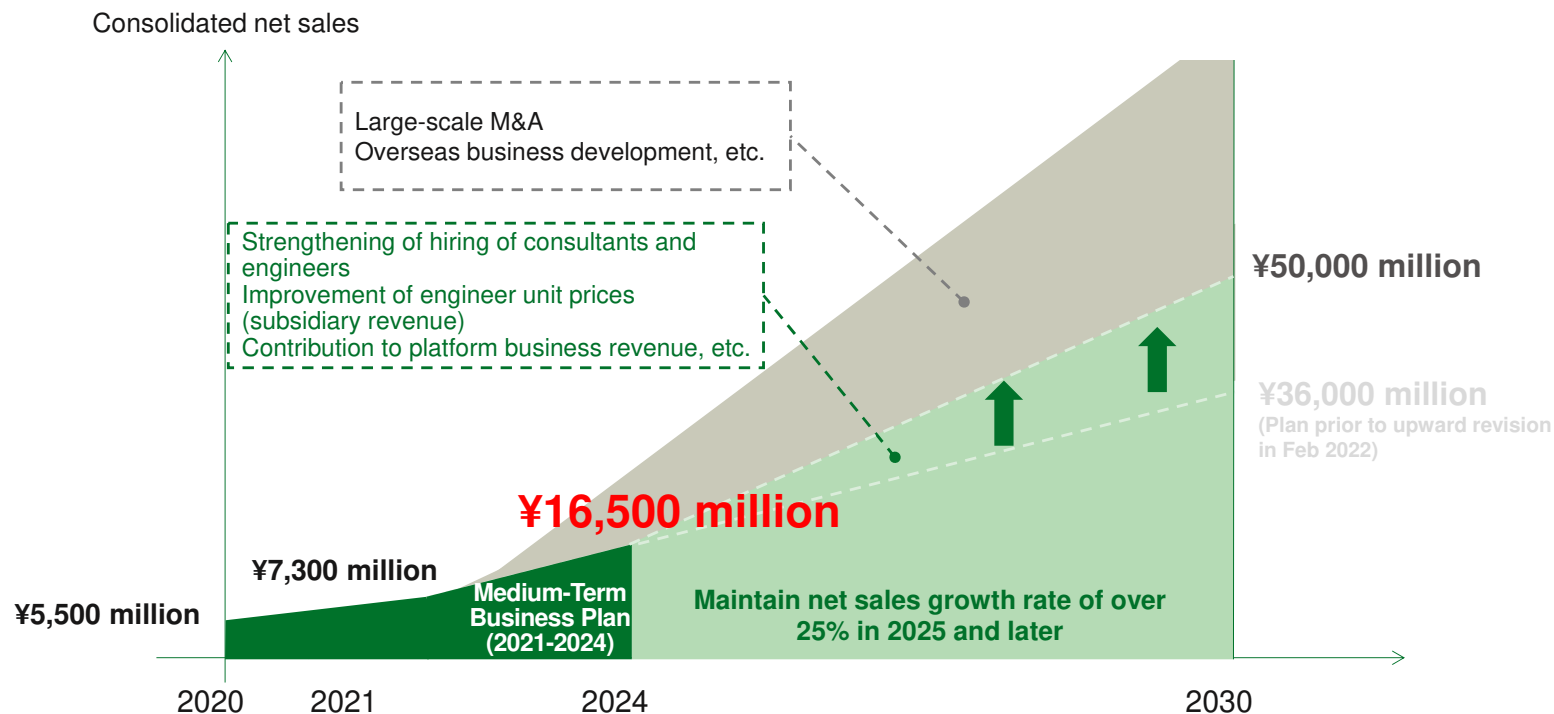 Consolidated net sales
Large-scale M&A
Overseas business development, etc.
Strengthening of hiring of consultants and
engineers
Improvement of engineer unit prices
(subsidiary revenue)
Contribution to platform business revenue, etc.
¥50,000 million
¥36,000 million
(Plan prior to upward revision
in Feb 2022)
¥16,500 million
¥7,300 million
¥5,500 million
Medium-Term
Business Plan
(2021-2024)
Maintain net sales growth rate of over
25% in 2025 and later
2020
2021
2024
2030